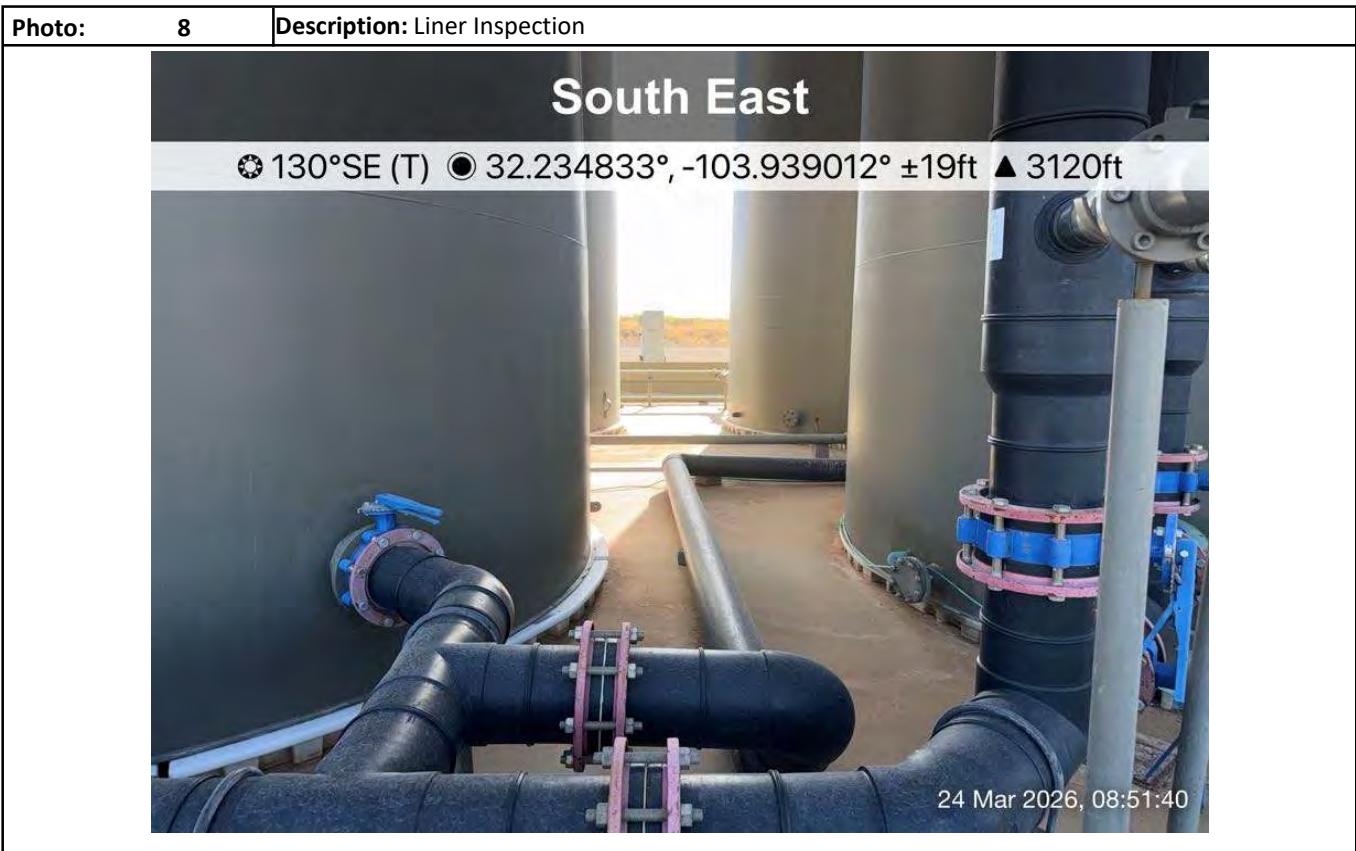 Photo: 8 Description: Liner Inspection
South East
130°SE (T) 32.234833°, -103.939012° ±19ft ▲ 3120ft
24 Mar 2026, 08:51:40